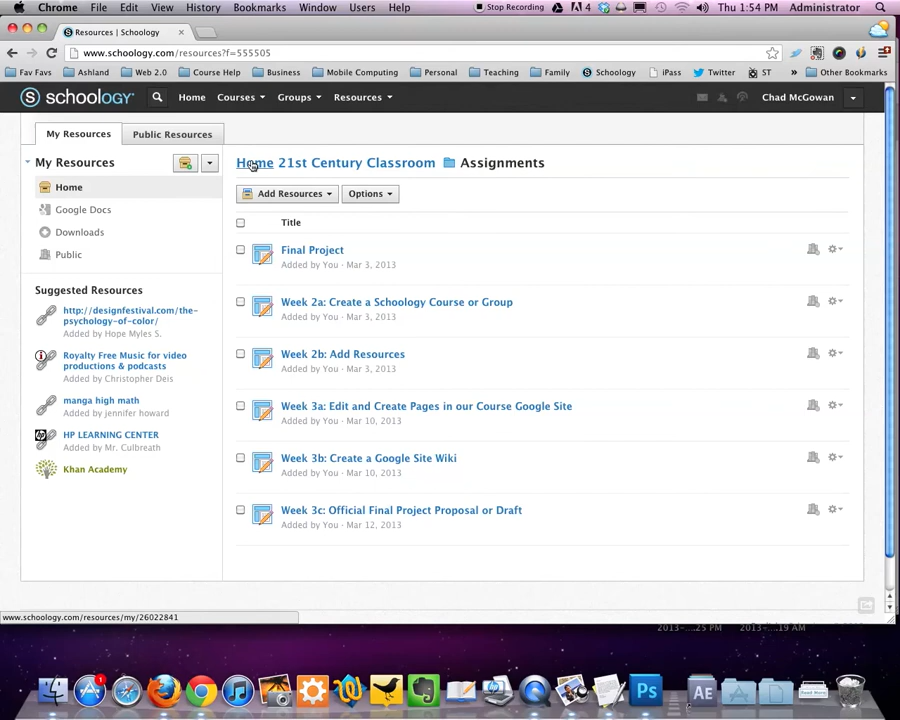 Chrome File Edit View History Bookmarks Window Users Help Stop Recording 4 Thu 1:54 PM Administrator
Resources | Schoology
www.schoology.com/resources?f=555505
Fav Favs Ashland Web 2.0 Course Help Business Mobile Computing Personal Teaching Family Schoology iPass Twitter ST » Other Bookmarks
S schoology Home Courses Groups Resources Chad McGowan
My Resources Public Resources
My Resources
Home 21st Century Classroom Assignments
Home
Add Resources Options
Google Docs
Title
Downloads
Public
Final Project
Added by You · Mar 3, 2013
Suggested Resources
http://designfestival.com/the-
psychology-of-color/
Added by Hope Myles S.
Week 2a: Create a Schoology Course or Group
Added by You · Mar 3, 2013
Royalty Free Music for video
productions & podcasts
Added by Christopher Deis
Week 2b: Add Resources
Added by You · Mar 3, 2013
manga high math
Added by jennifer howard
Week 3a: Edit and Create Pages in our Course Google Site
Added by You · Mar 10, 2013
HP LEARNING CENTER
Added by Mr. Culbreath
Week 3b: Create a Google Site Wiki
Added by You · Mar 10, 2013
Khan Academy
Week 3c: Official Final Project Proposal or Draft
Added by You · Mar 12, 2013
www.schoology.com/resources/my/26022841
2013-....25 PM 2013-...19 AM
1
Ps
AE